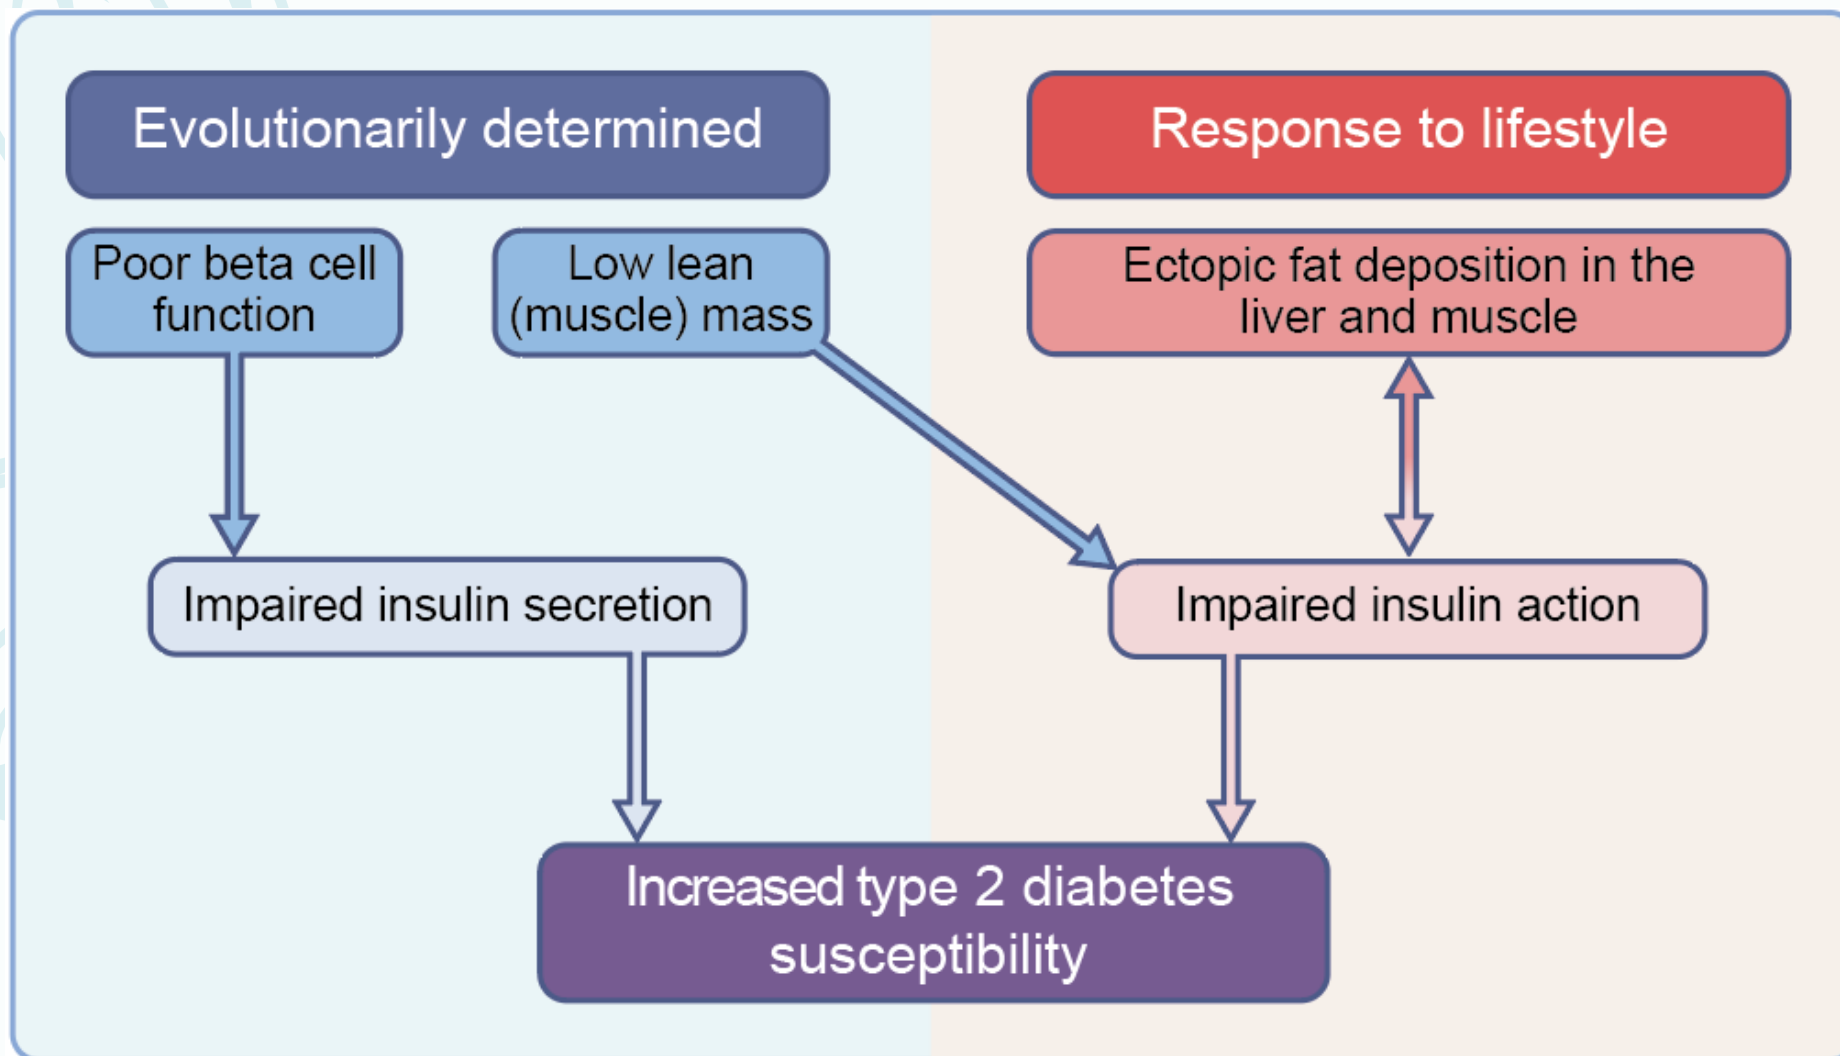 Evolutionarily determined
Response to lifestyle
Poor beta cell
function
Low lean
(muscle) mass
Ectopic fat deposition in the
liver and muscle
Impaired insulin secretion
Impaired insulin action
Increased type 2 diabetes
susceptibility